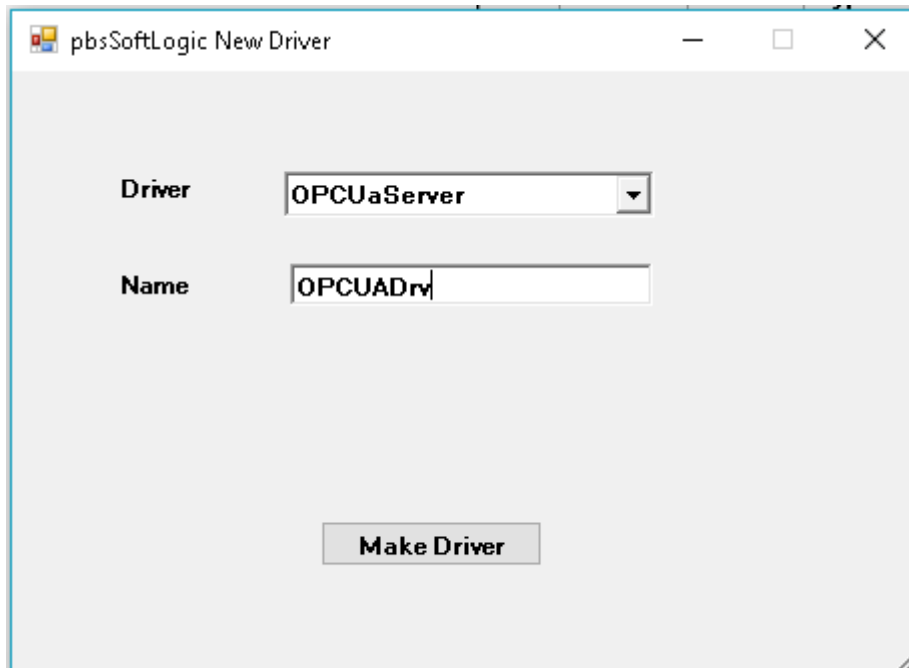 pbsSoftLogic New Driver
Driver
OPCUaServer
Name
OPCUADrv
Make Driver